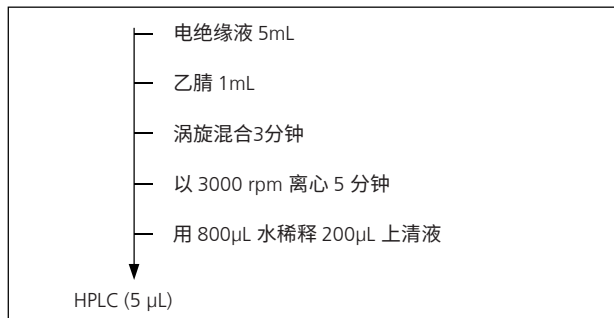 电绝缘液 5mL
乙腈 1mL
涡旋混合3分钟
以 3000 rpm 离心 5 分钟
用 800µL 水稀释 200µL 上清液
HPLC (5 µL)